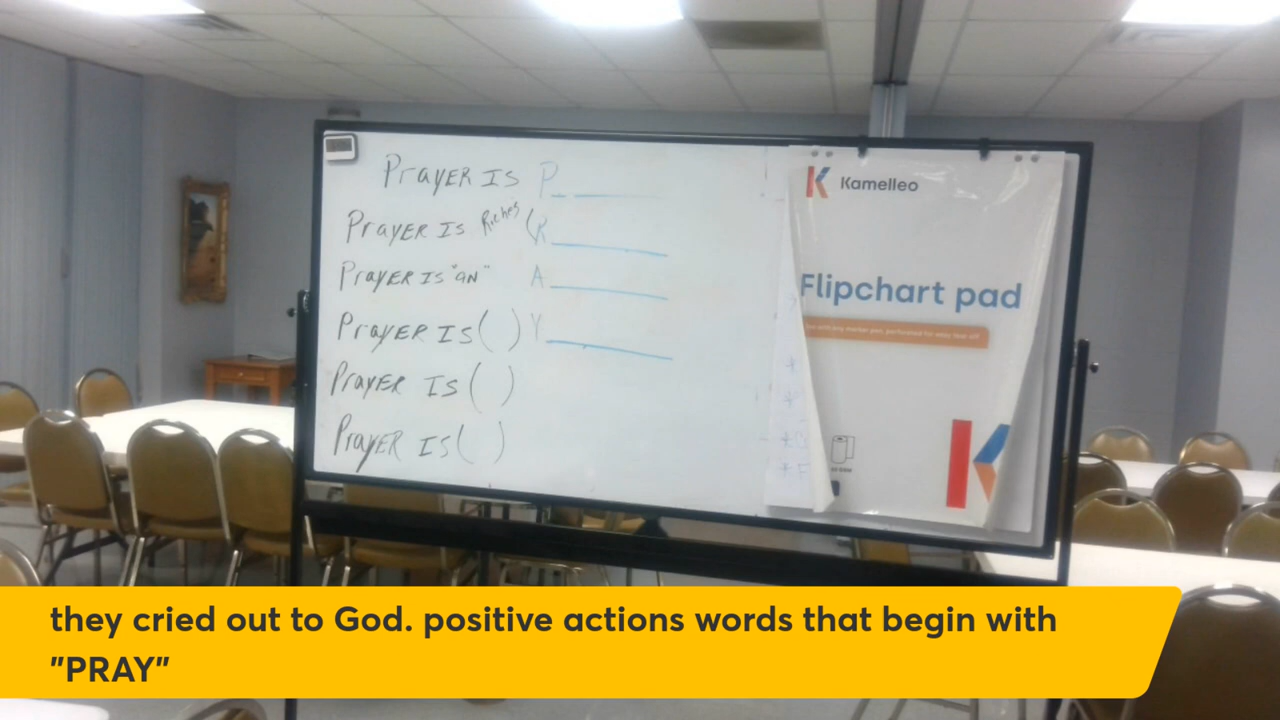 PRAYER IS P
PRAYER IS Riches (R
PRAYER IS "AN" A
PRAYER IS ( ) Y
PRAYER IS ( )
PRAYER IS ( )
Kamelleo
Flipchart pad
they cried out to God. positive actions words that begin with
"PRAY"